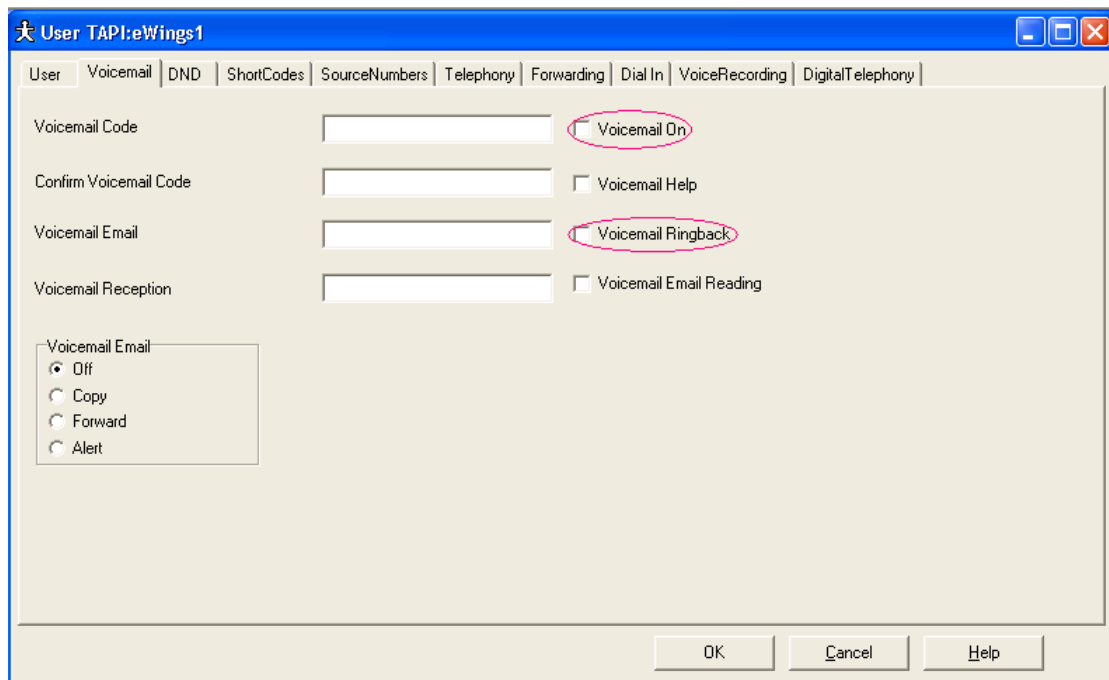 User TAPI:eWings1
User Voicemail DND ShortCodes SourceNumbers Telephony Forwarding Dial In VoiceRecording DigitalTelephony
Voicemail Code Voicemail On
Confirm Voicemail Code Voicemail Help
Voicemail Email Voicemail Ringback
Voicemail Reception Voicemail Email Reading
Voicemail Email
Off
Copy
Forward
Alert
OK Cancel Help